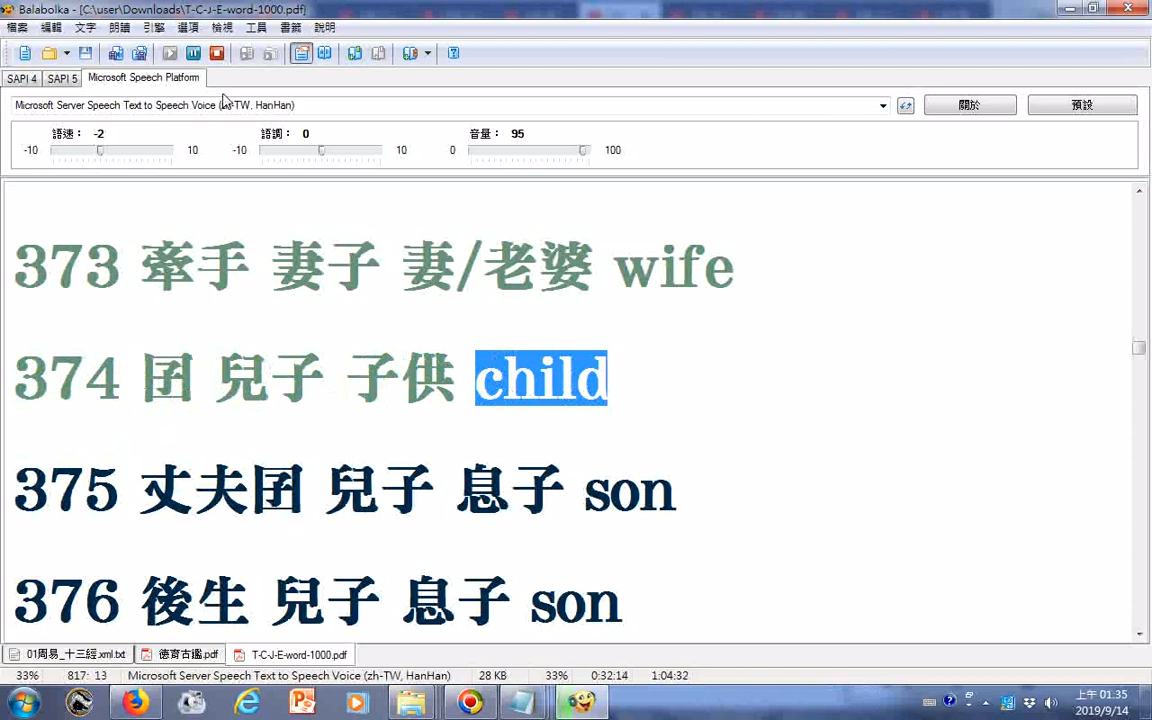 Balabolka - [C:\user\Downloads\T-C-J-E-word-1000.pdf]
檔案 編輯 文字 朗讀 引擎 選項 檢視 工具 書籤 說明
SAPI 4 SAPI 5 Microsoft Speech Platform
Microsoft Server Speech Text to Speech Voice (zh-TW, HanHan) 關於 預設
語速： -2 語調： 0 音量： 95
-10 10 -10 10 0 100
373 牽手 妻子 妻/老婆 wife
374 囝 兒子 子供 child
375 丈夫囝 兒子 息子 son
376 後生 兒子 息子 son
01周易_十三經.xml.txt 德育古鑑.pdf T-C-J-E-word-1000.pdf
33% 817: 13 Microsoft Server Speech Text to Speech Voice (zh-TW, HanHan) 28 KB 33% 0:32:14 1:04:32
上午 01:35
2019/9/14